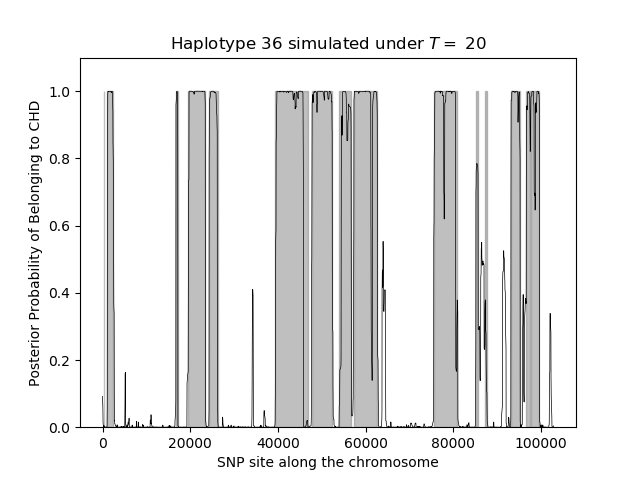 Haplotype 36 simulated under T = 20
Posterior Probability of Belonging to CHD
1.0
0.8
0.6
0.4
0.2
0.0
0 20000 40000 60000 80000 100000
SNP site along the chromosome